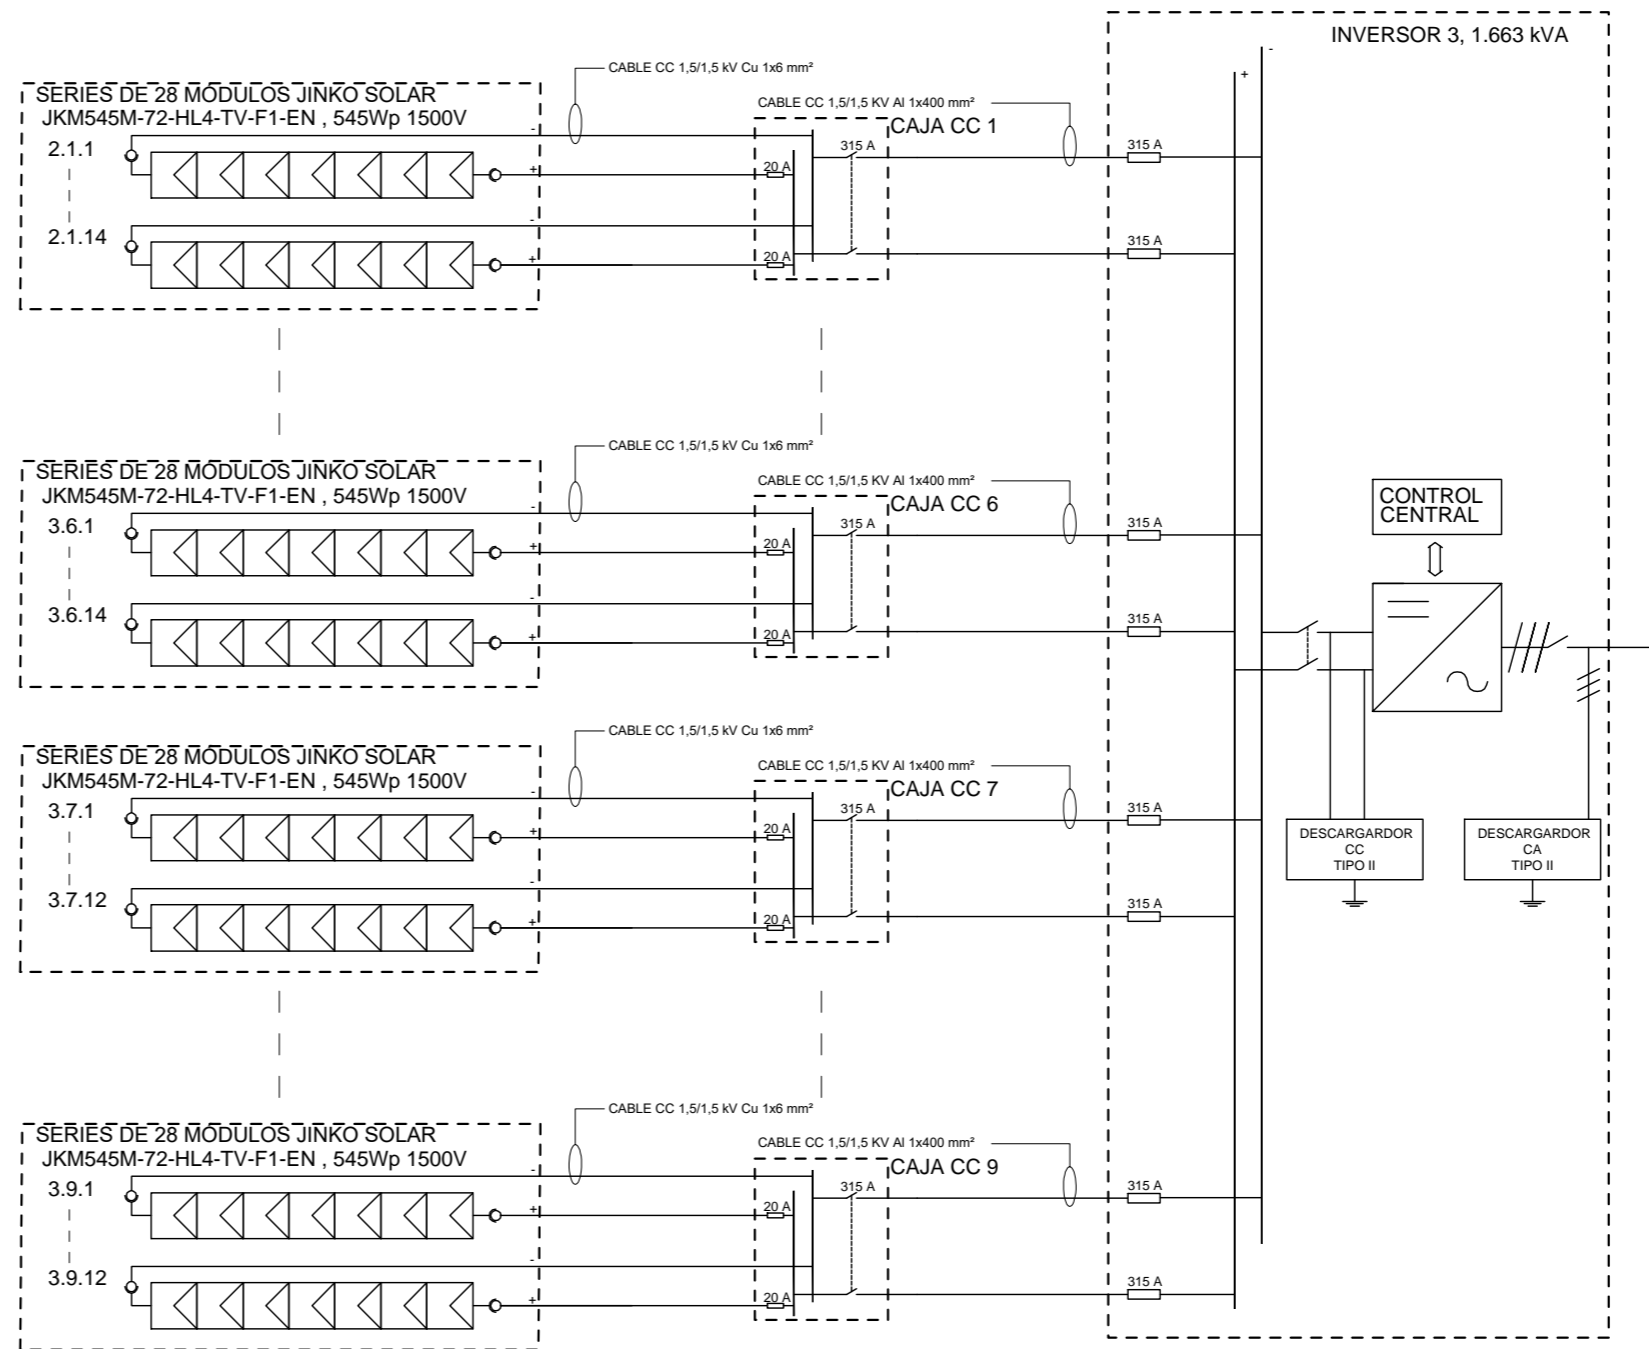 INVERSOR 3, 1.663 kVA
-
+
CABLE CC 1,5/1,5 kV Cu 1x6 mm²
SERIES DE 28 MÓDULOS JINKO SOLAR
JKM545M-72-HL4-TV-F1-EN , 545Wp 1500V
CABLE CC 1,5/1,5 KV Al 1x400 mm²
CAJA CC 1
2.1.1
-
+
20 A
315 A
315 A
2.1.14
-
+
20 A
315 A
CABLE CC 1,5/1,5 kV Cu 1x6 mm²
SERIES DE 28 MÓDULOS JINKO SOLAR
JKM545M-72-HL4-TV-F1-EN , 545Wp 1500V
CABLE CC 1,5/1,5 KV Al 1x400 mm²
CAJA CC 6
3.6.1
-
+
20 A
315 A
315 A
3.6.14
-
+
20 A
315 A
CONTROL
CENTRAL
CABLE CC 1,5/1,5 kV Cu 1x6 mm²
SERIES DE 28 MÓDULOS JINKO SOLAR
JKM545M-72-HL4-TV-F1-EN , 545Wp 1500V
CABLE CC 1,5/1,5 KV Al 1x400 mm²
CAJA CC 7
3.7.1
-
+
20 A
315 A
315 A
3.7.12
-
+
20 A
315 A
DESCARGARDOR
CC
TIPO II
DESCARGARDOR
CA
TIPO II
CABLE CC 1,5/1,5 kV Cu 1x6 mm²
SERIES DE 28 MÓDULOS JINKO SOLAR
JKM545M-72-HL4-TV-F1-EN , 545Wp 1500V
CABLE CC 1,5/1,5 KV Al 1x400 mm²
CAJA CC 9
3.9.1
-
+
20 A
315 A
315 A
3.9.12
-
+
20 A
315 A